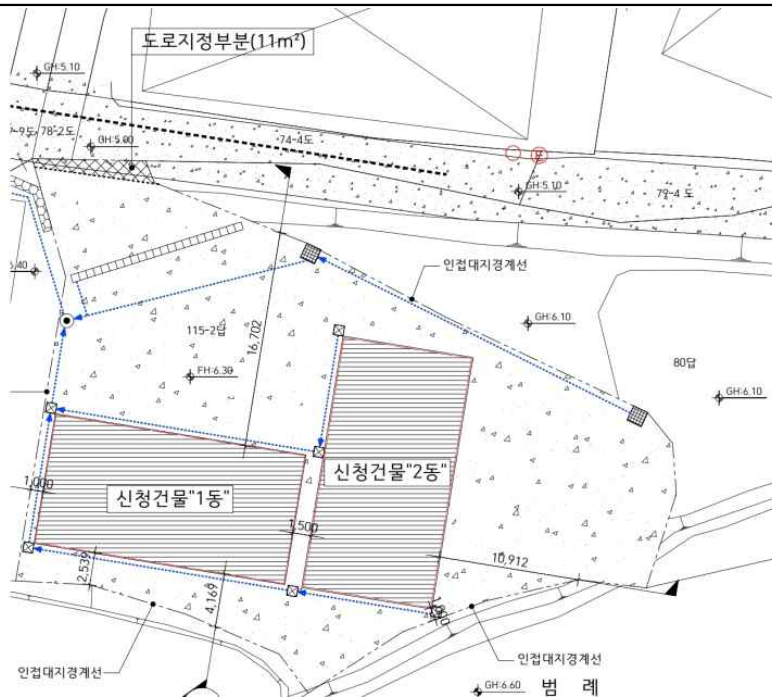 도로지정부분(11m²)
GH:5.10
78-2도
GH:5.00
74-4도
GH:5.10
79-4 도
인접대지경계선
GH:6.10
115-2답
16,702
FH:6.30
80답
GH:6.10
1,000
신청건물"1동"
신청건물"2동"
1,500
10,912
2,539
4,169
인접대지경계선
인접대지경계선
GH:6.60
범 례